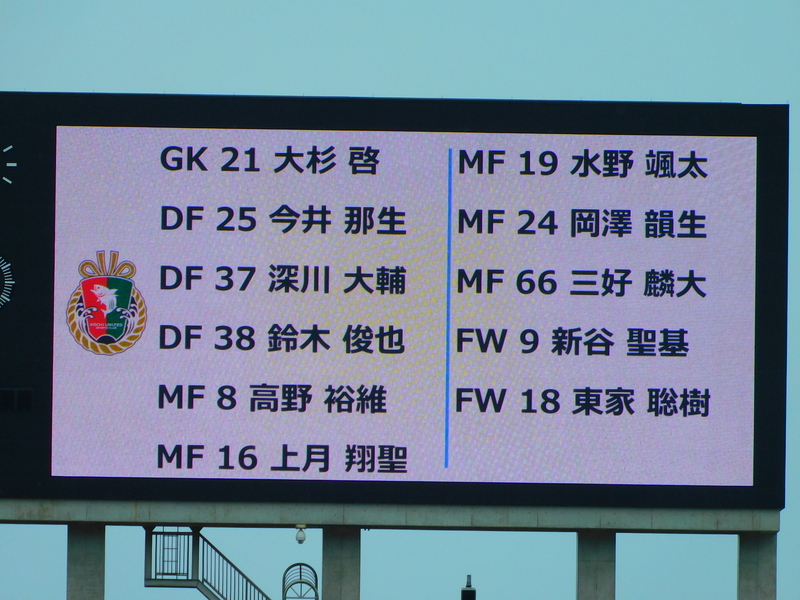 GK 21 大杉 啓
DF 25 今井 那生
DF 37 深川 大輔
DF 38 鈴木 俊也
MF 8 高野 裕維
MF 16 上月 翔聖
MF 19 水野 颯太
MF 24 岡澤 韻生
MF 66 三好 麟大
FW 9 新谷 聖基
FW 18 東家 聡樹